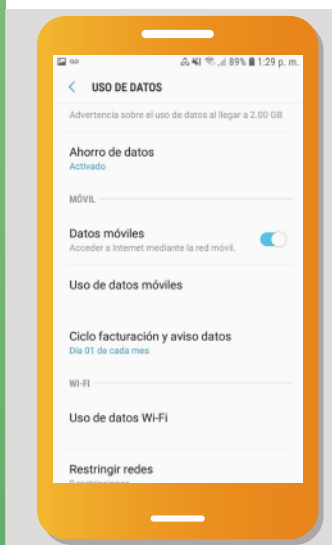 89% 1:29 p. m.
USO DE DATOS
Advertencia sobre el uso de datos al llegar a 2.00 GB
Ahorro de datos
Activado
MÓVIL
Datos móviles
Acceder a Internet mediante la red móvil.
Uso de datos móviles
Ciclo facturación y aviso datos
Día 01 de cada mes
WI-FI
Uso de datos Wi-Fi
Restringir redes